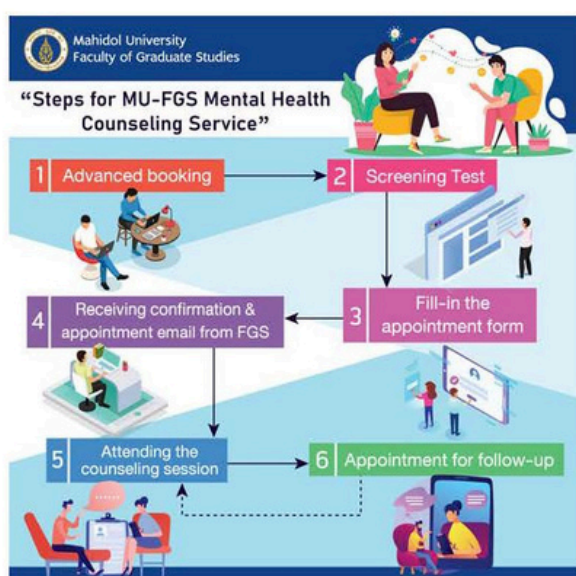 Mahidol University
Faculty of Graduate Studies
“Steps for MU-FGS Mental Health
Counseling Service”
1 Advanced booking
2 Screening Test
3 Fill-in the
appointment form
4 Receiving confirmation &
appointment email from FGS
5 Attending the
counseling session
6 Appointment for follow-up